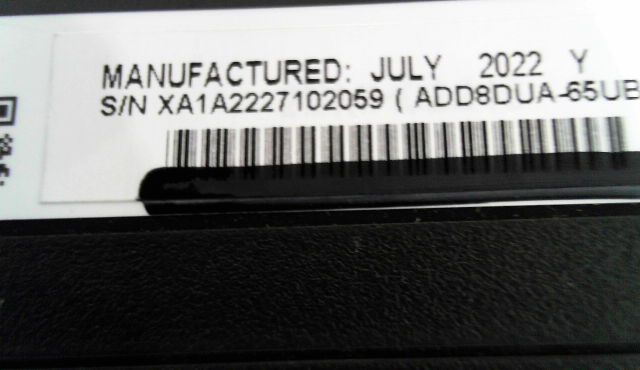 MANUFACTURED: JULY 2022 Y
S/N XA1A2227102059 ( ADD8DUA-65UB